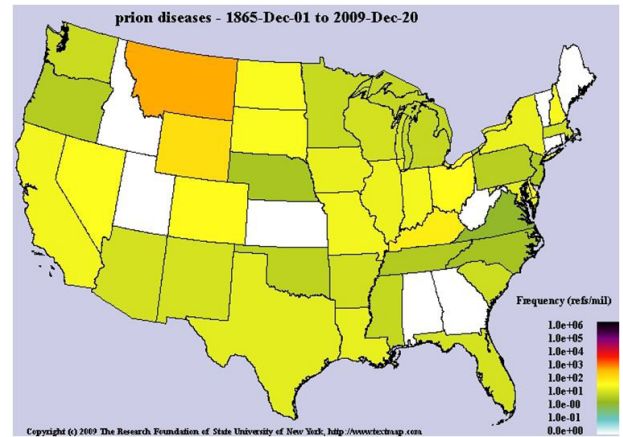 prion diseases - 1865-Dec-01 to 2009-Dec-20
Frequency (refs/mil)
1.0e+06
1.0e+05
1.0e+04
1.0e+03
1.0e+02
1.0e+01
1.0e-00
1.0e-01
0.0e+00
Copyright (c) 2009 The Research Foundation of State University of New York, http://www.textmap.com